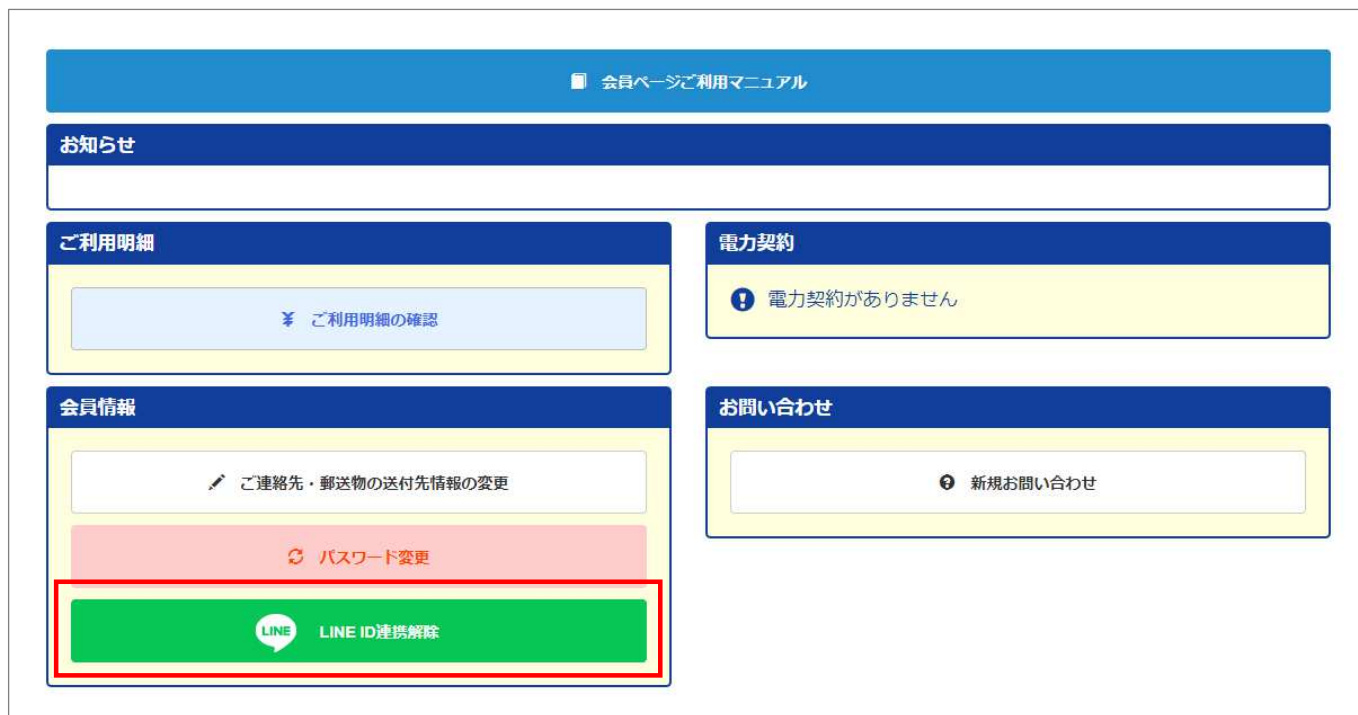 会員ページご利用マニュアル
お知らせ
ご利用明細
¥ ご利用明細の確認
電力契約
電力契約がありません
会員情報
ご連絡先・郵送物の送付先情報の変更
パスワード変更
LINE LINE ID連携解除
お問い合わせ
新規お問い合わせ